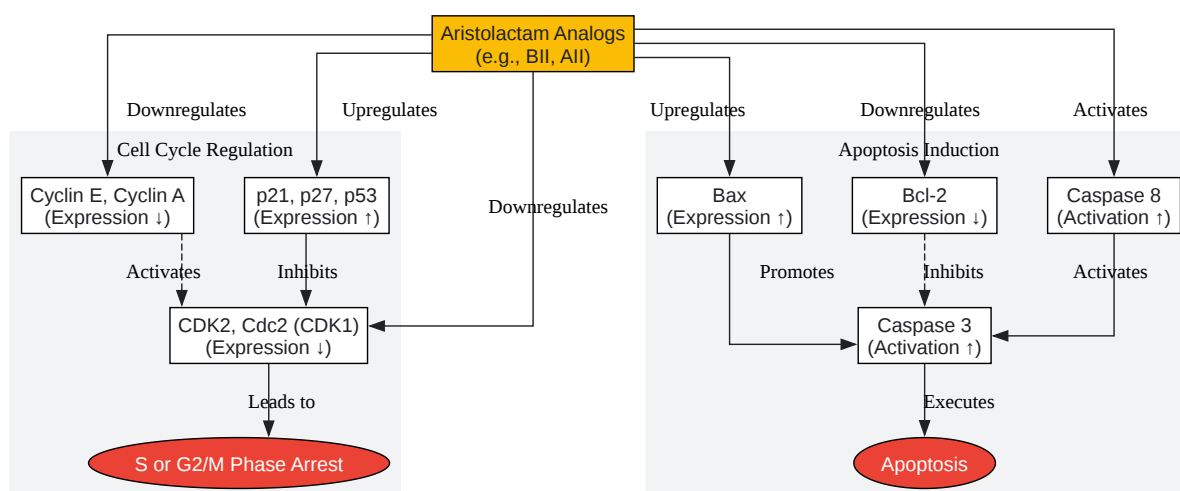 Aristolactam Analogs
(e.g., BII, AII)
Downregulates
Upregulates
Upregulates
Downregulates
Activates
Cell Cycle Regulation
Apoptosis Induction
Cyclin E, Cyclin A
(Expression ↓)
p21, p27, p53
(Expression ↑)
Downregulates
Bax
(Expression ↑)
Bcl-2
(Expression ↓)
Caspase 8
(Activation ↑)
Activates
Inhibits
Promotes
Inhibits
Activates
CDK2, Cdc2 (CDK1)
(Expression ↓)
Caspase 3
(Activation ↑)
Leads to
Executes
S or G2/M Phase Arrest
Apoptosis